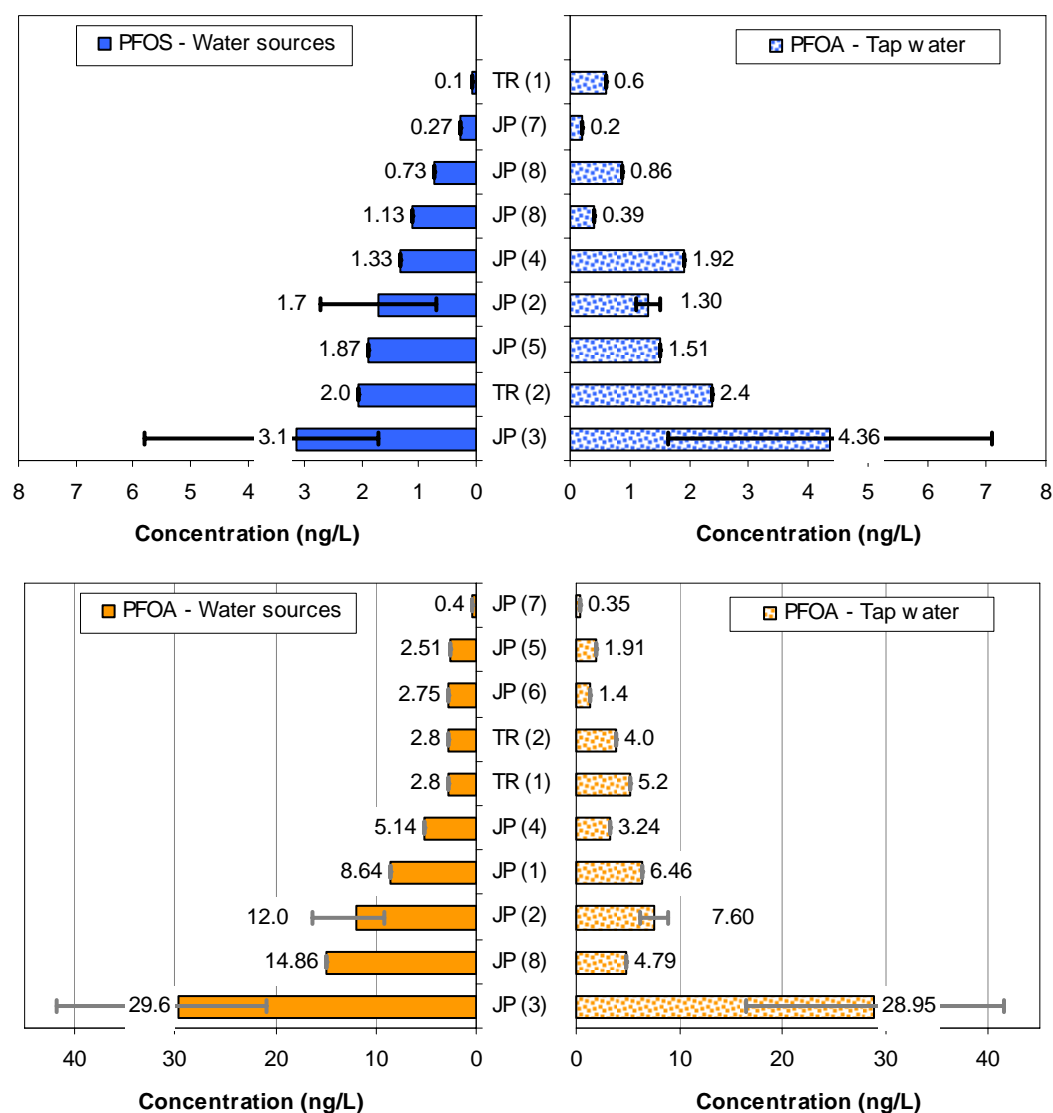 PFOS - Water sources
PFOA - Tap water
0.1 TR (1) 0.6
0.27 JP (7) 0.2
0.73 JP (8) 0.86
1.13 JP (8) 0.39
1.33 JP (4) 1.92
1.7 JP (2) 1.30
1.87 JP (5) 1.51
2.0 TR (2) 2.4
3.1 JP (3) 4.36
8 7 6 5 4 3 2 1 0 0 1 2 3 4 5 6 7 8
Concentration (ng/L) Concentration (ng/L)
PFOA - Water sources
PFOA - Tap water
0.4 JP (7) 0.35
2.51 JP (5) 1.91
2.75 JP (6) 1.4
2.8 TR (2) 4.0
2.8 TR (1) 5.2
5.14 JP (4) 3.24
8.64 JP (1) 6.46
12.0 JP (2) 7.60
14.86 JP (8) 4.79
29.6 JP (3) 28.95
40 30 20 10 0 0 10 20 30 40
Concentration (ng/L) Concentration (ng/L)